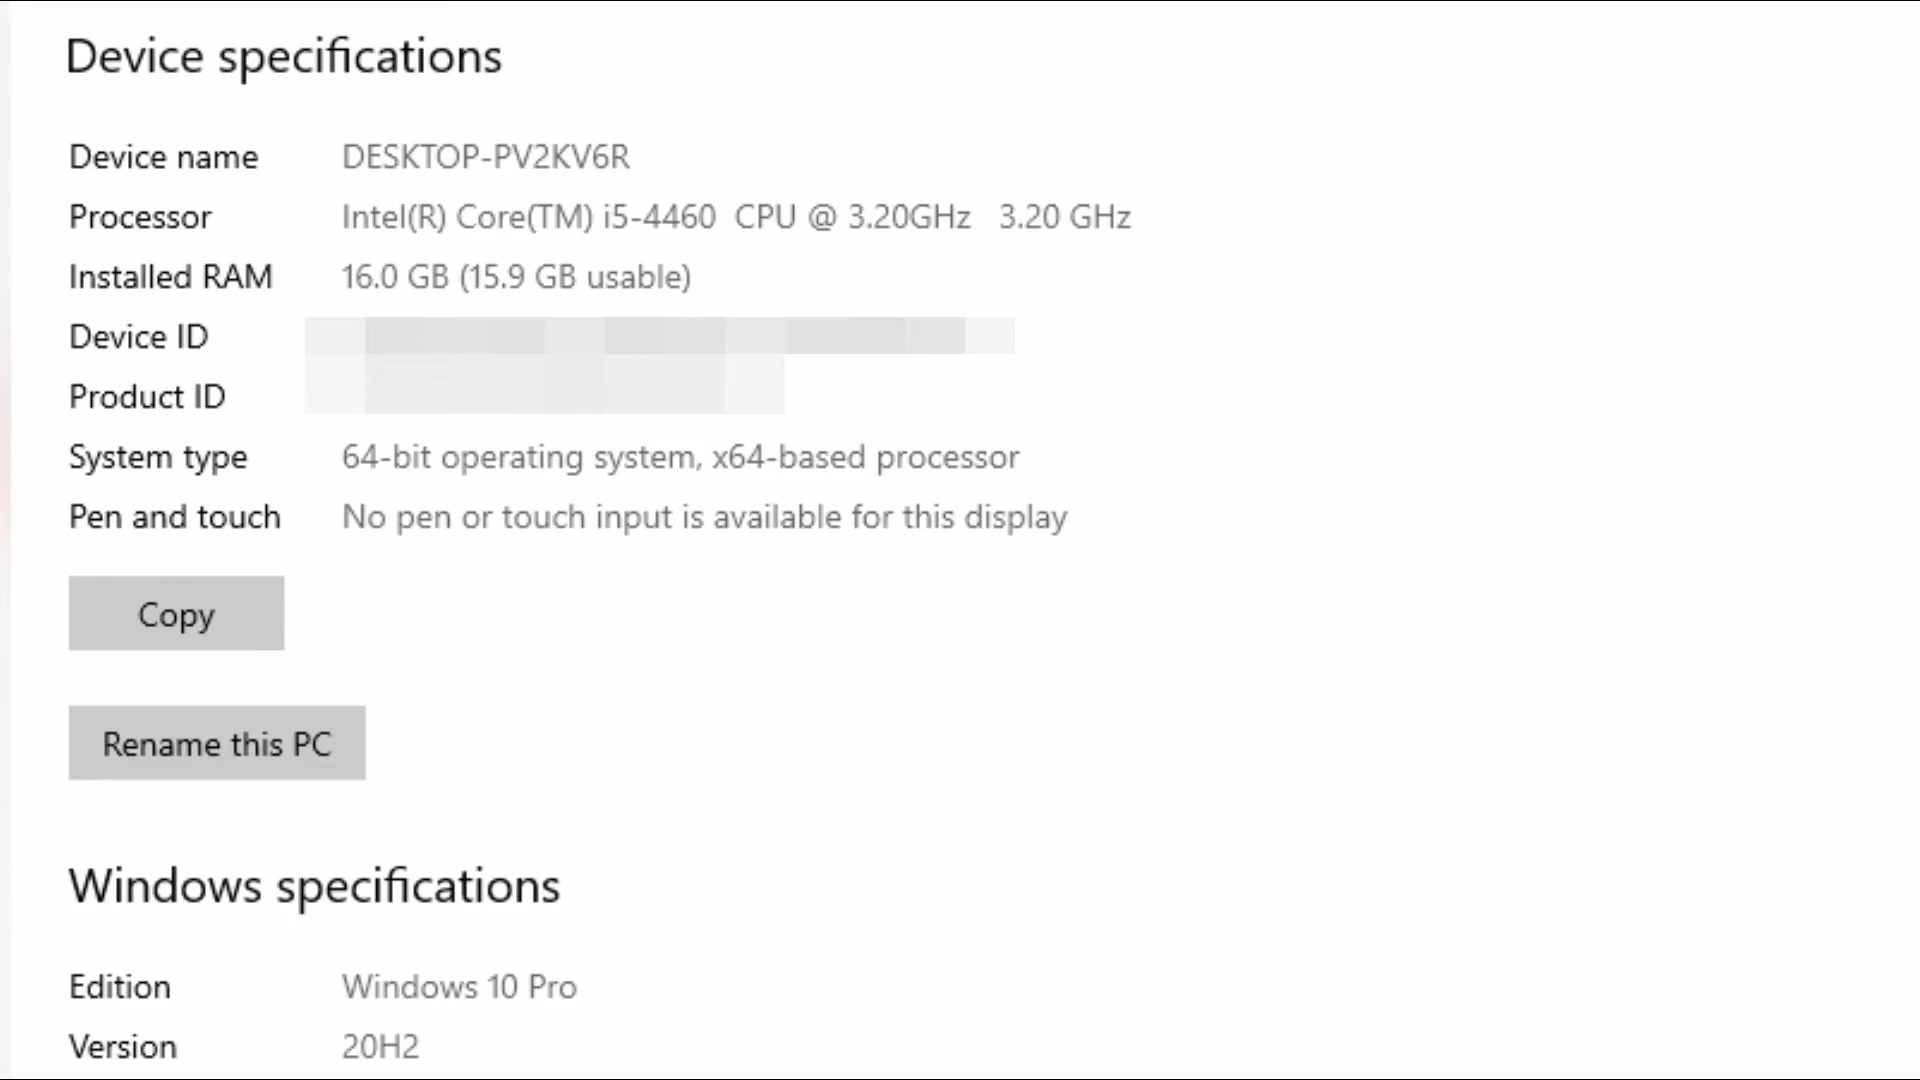 Device specifications
Device name DESKTOP-PV2KV6R
Processor Intel(R) Core(TM) i5-4460 CPU @ 3.20GHz 3.20 GHz
Installed RAM 16.0 GB (15.9 GB usable)
Device ID
Product ID
System type 64-bit operating system, x64-based processor
Pen and touch No pen or touch input is available for this display
Copy
Rename this PC
Windows specifications
Edition Windows 10 Pro
Version 20H2